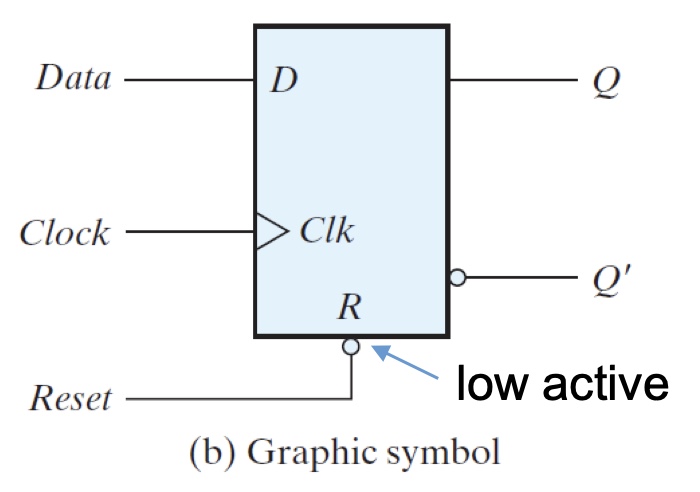 Data
D
Q
Clock
Clk
Q'
R
low active
Reset
(b) Graphic symbol